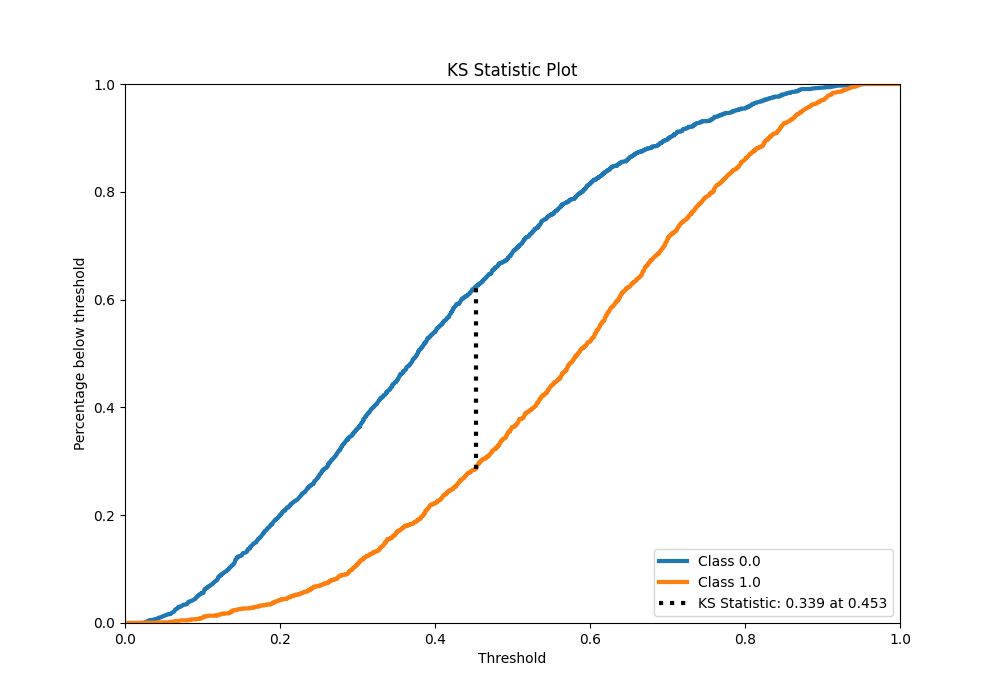 KS Statistic Plot
1.0
0.8
0.6
0.4
0.2
0.0
Percentage below threshold
0.0 0.2 0.4 0.6 0.8 1.0
Threshold
Class 0.0
Class 1.0
KS Statistic: 0.339 at 0.453